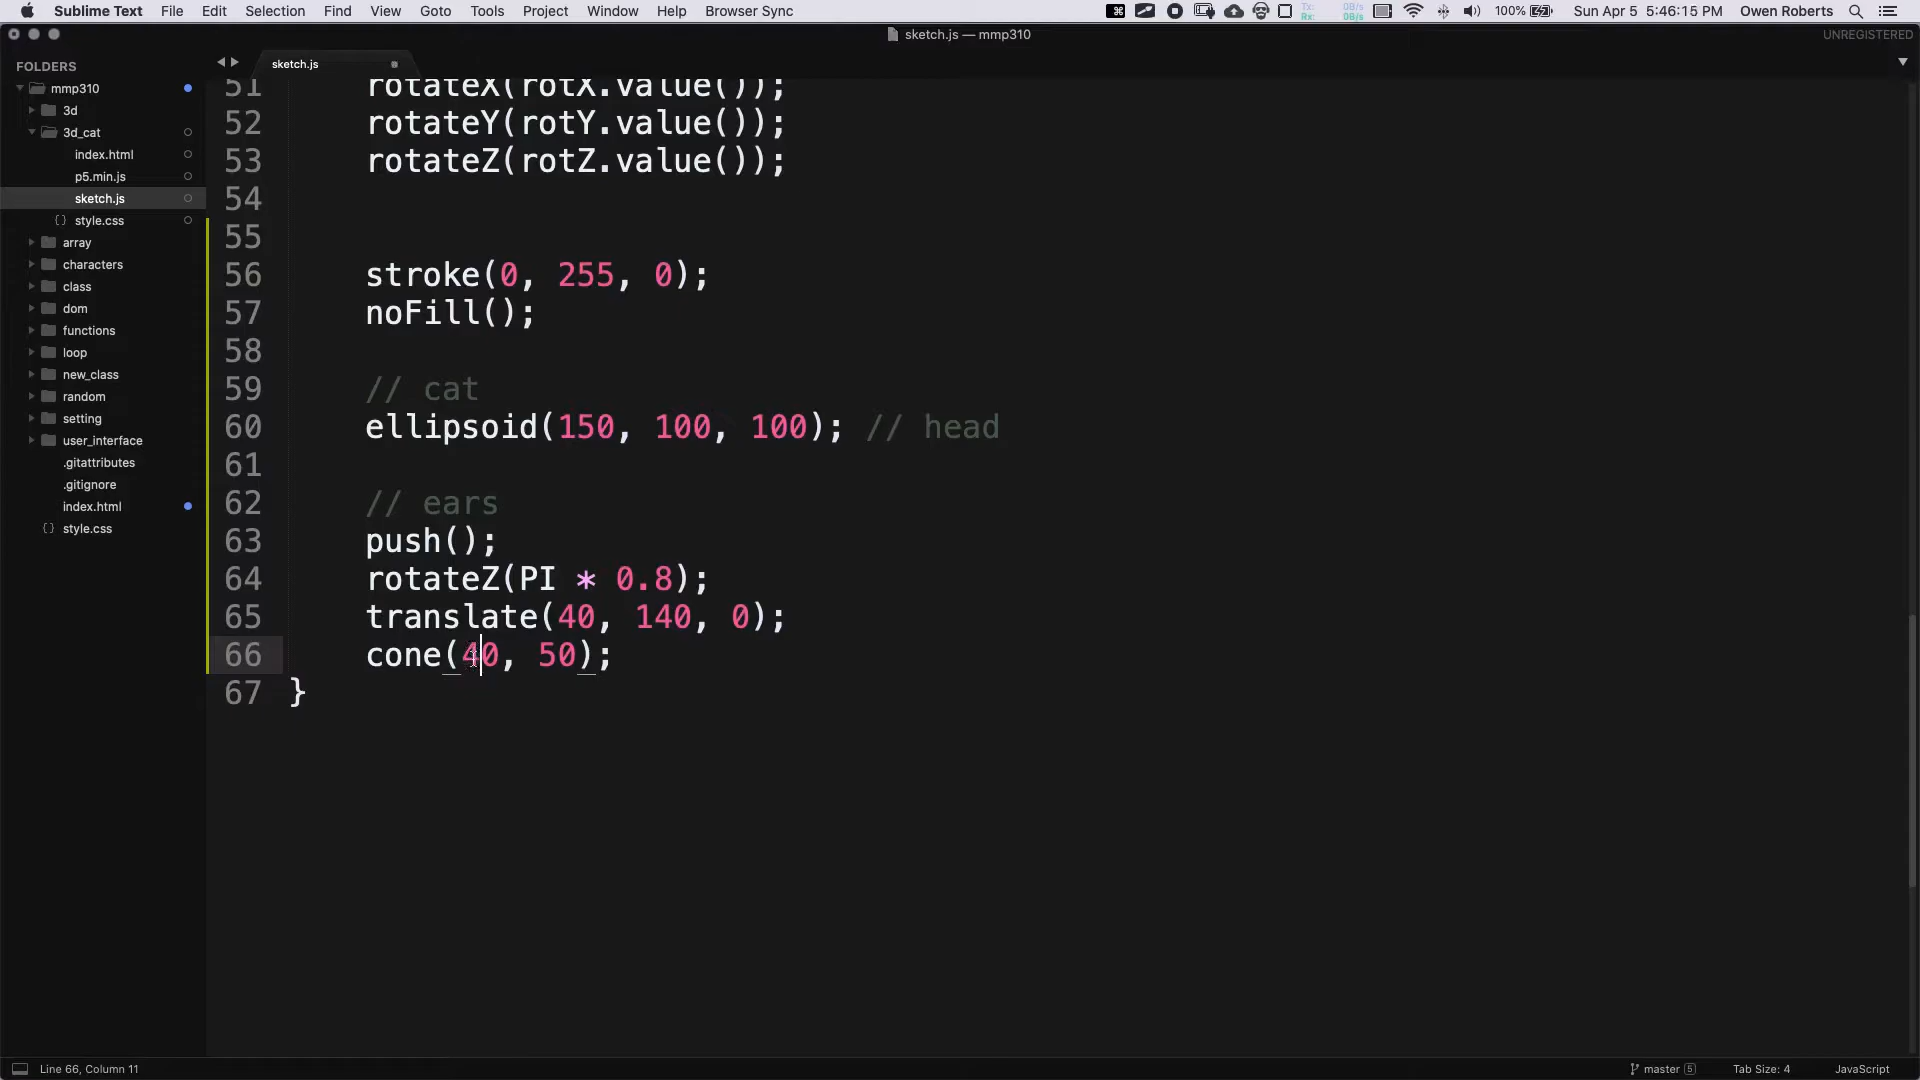 Sublime Text File Edit Selection Find View Goto Tools Project Window Help Browser Sync
Tx: 0B/s
Rx: 0B/s
100% Sun Apr 5 5:46:15 PM Owen Roberts
sketch.js — mmp310
UNREGISTERED
FOLDERS
mmp310
3d
3d_cat
index.html
p5.min.js
sketch.js
{} style.css
array
characters
class
dom
functions
loop
new_class
random
setting
user_interface
.gitattributes
.gitignore
index.html
{} style.css
sketch.js
51 rotateX(rotX.value());
52 rotateY(rotY.value());
53 rotateZ(rotZ.value());
54
55
56 stroke(0, 255, 0);
57 noFill();
58
59 // cat
60 ellipsoid(150, 100, 100); // head
61
62 // ears
63 push();
64 rotateZ(PI * 0.8);
65 translate(40, 140, 0);
66 cone(40, 50);
67 }
Line 66, Column 11
master 5 Tab Size: 4 JavaScript